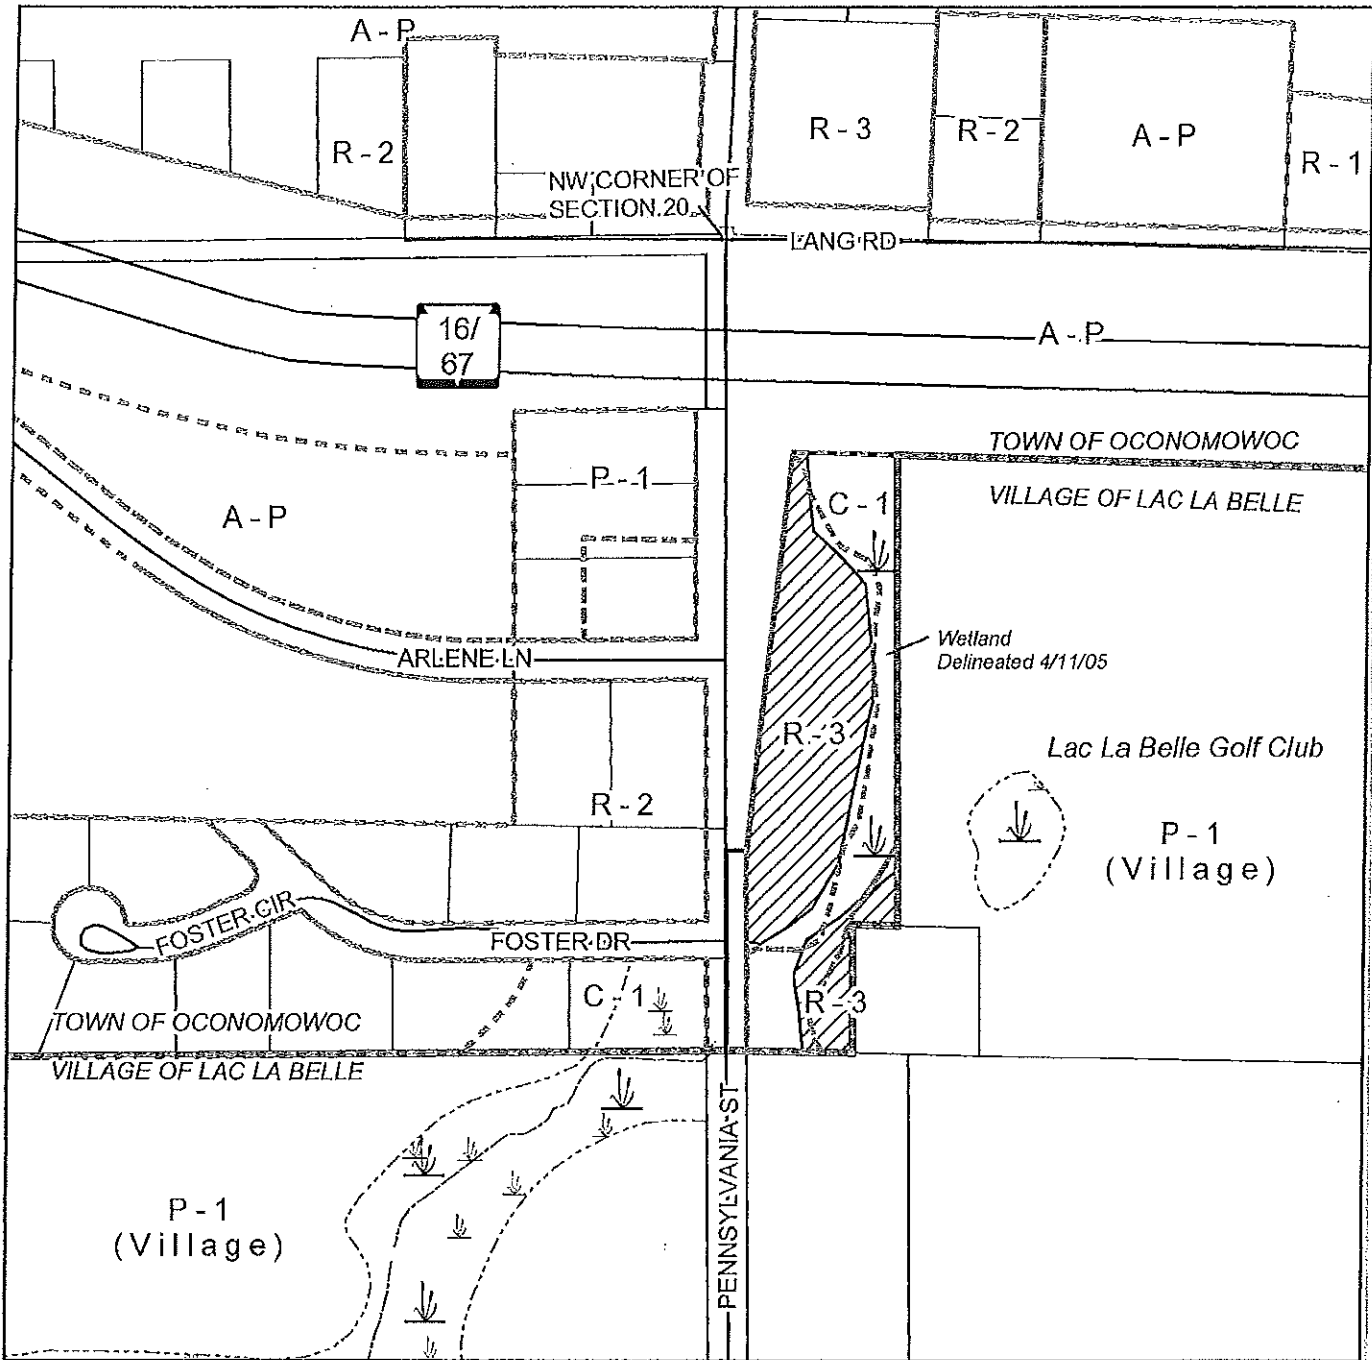 A-P
R-2
R-3
R-2
A-P
R-1
NW CORNER OF
SECTION 20
LANG RD
16/
67
A-P
TOWN OF OCONOMOWOC
VILLAGE OF LAC LA BELLE
P-1
C-1
A-P
Wetland
Delineated 4/11/05
ARLENE LN
R-3
Lac La Belle Golf Club
R-2
P-1
(Village)
FOSTER CIR
FOSTER DR
C-1
R-3
TOWN OF OCONOMOWOC
VILLAGE OF LAC LA BELLE
PENNSYLVANIA ST
P-1
(Village)